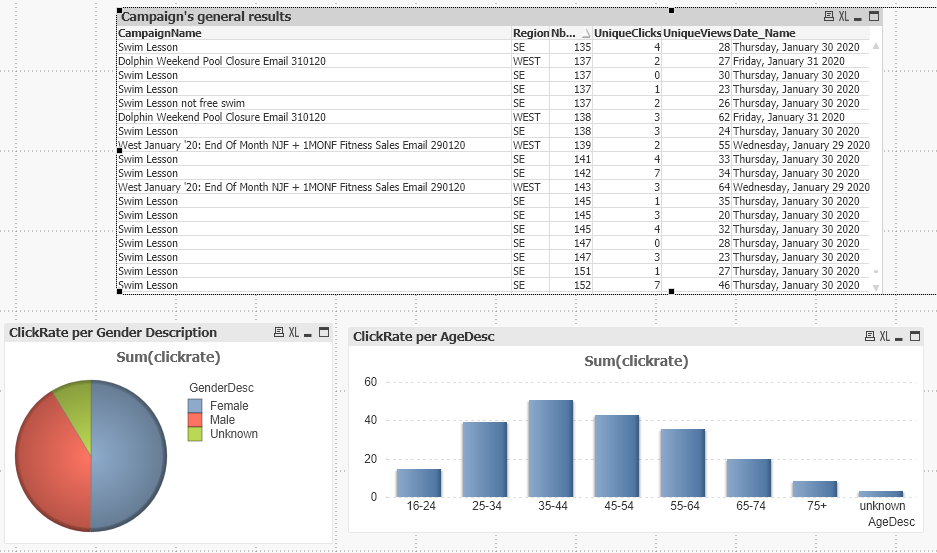 Campaign's general results XL
CampaignName Region Nb... UniqueClicks UniqueViews Date_Name
Swim Lesson SE 135 4 28 Thursday, January 30 2020
Dolphin Weekend Pool Closure Email 310120 WEST 137 2 27 Friday, January 31 2020
Swim Lesson SE 137 0 30 Thursday, January 30 2020
Swim Lesson SE 137 1 23 Thursday, January 30 2020
Swim Lesson not free swim SE 137 2 26 Thursday, January 30 2020
Dolphin Weekend Pool Closure Email 310120 WEST 138 3 62 Friday, January 31 2020
Swim Lesson SE 138 3 24 Thursday, January 30 2020
West January '20: End Of Month NJF + 1MONF Fitness Sales Email 290120 WEST 139 2 55 Wednesday, January 29 2020
Swim Lesson SE 141 4 33 Thursday, January 30 2020
Swim Lesson SE 142 7 34 Thursday, January 30 2020
West January '20: End Of Month NJF + 1MONF Fitness Sales Email 290120 WEST 143 3 64 Wednesday, January 29 2020
Swim Lesson SE 145 1 35 Thursday, January 30 2020
Swim Lesson SE 145 3 20 Thursday, January 30 2020
Swim Lesson SE 145 4 32 Thursday, January 30 2020
Swim Lesson SE 147 0 28 Thursday, January 30 2020
Swim Lesson SE 147 3 23 Thursday, January 30 2020
Swim Lesson SE 151 1 27 Thursday, January 30 2020
Swim Lesson SE 152 7 46 Thursday, January 30 2020
ClickRate per Gender Description XL
Sum(clickrate)
GenderDesc
Female
Male
Unknown
ClickRate per AgeDesc XL
Sum(clickrate)
60
40
20
0
16-24 25-34 35-44 45-54 55-64 65-74 75+ unknown
AgeDesc